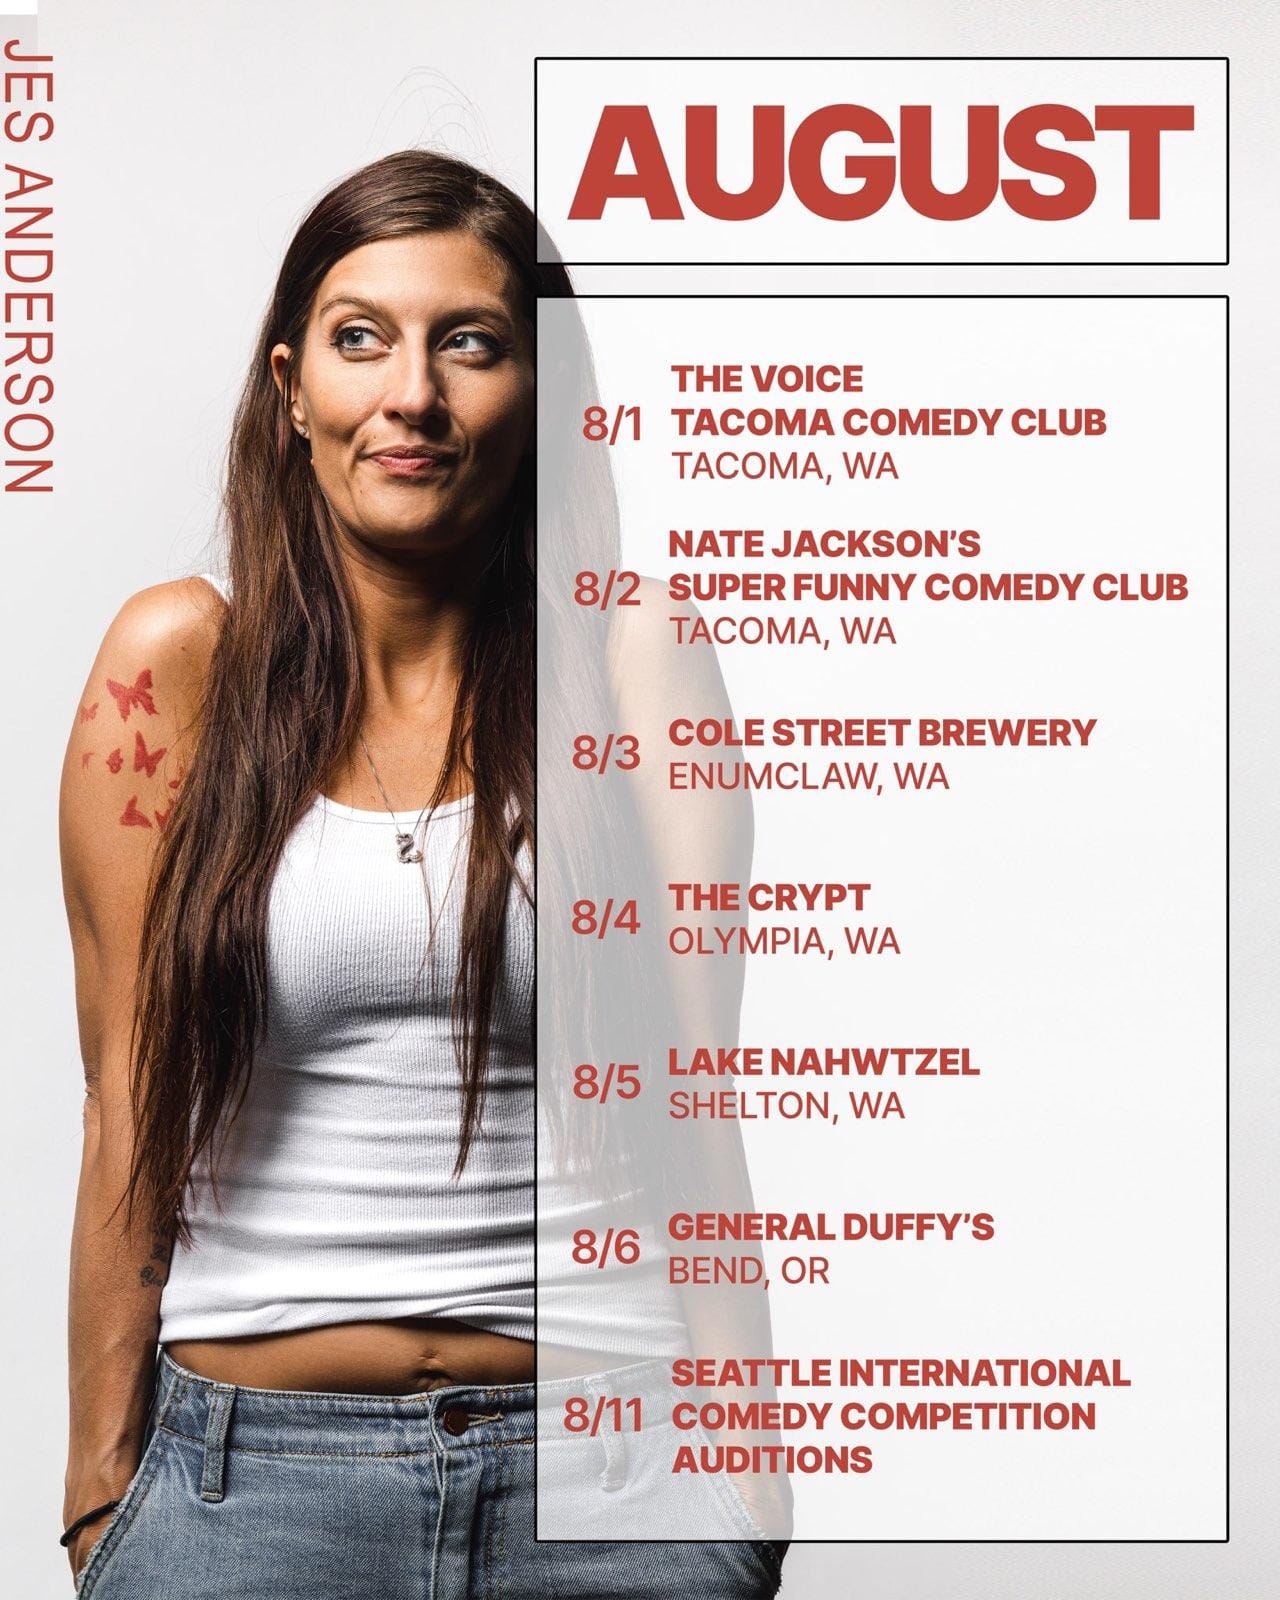 JES ANDERSON
AUGUST
8/1
THE VOICE
TACOMA COMEDY CLUB
TACOMA, WA
8/2
NATE JACKSON'S
SUPER FUNNY COMEDY CLUB
TACOMA, WA
8/3
COLE STREET BREWERY
ENUMCLAW, WA
8/4
THE CRYPT
OLYMPIA, WA
8/5
LAKE NAHWTZEL
SHELTON, WA
8/6
GENERAL DUFFY'S
BEND, OR
8/11
SEATTLE INTERNATIONAL
COMEDY COMPETITION
AUDITIONS